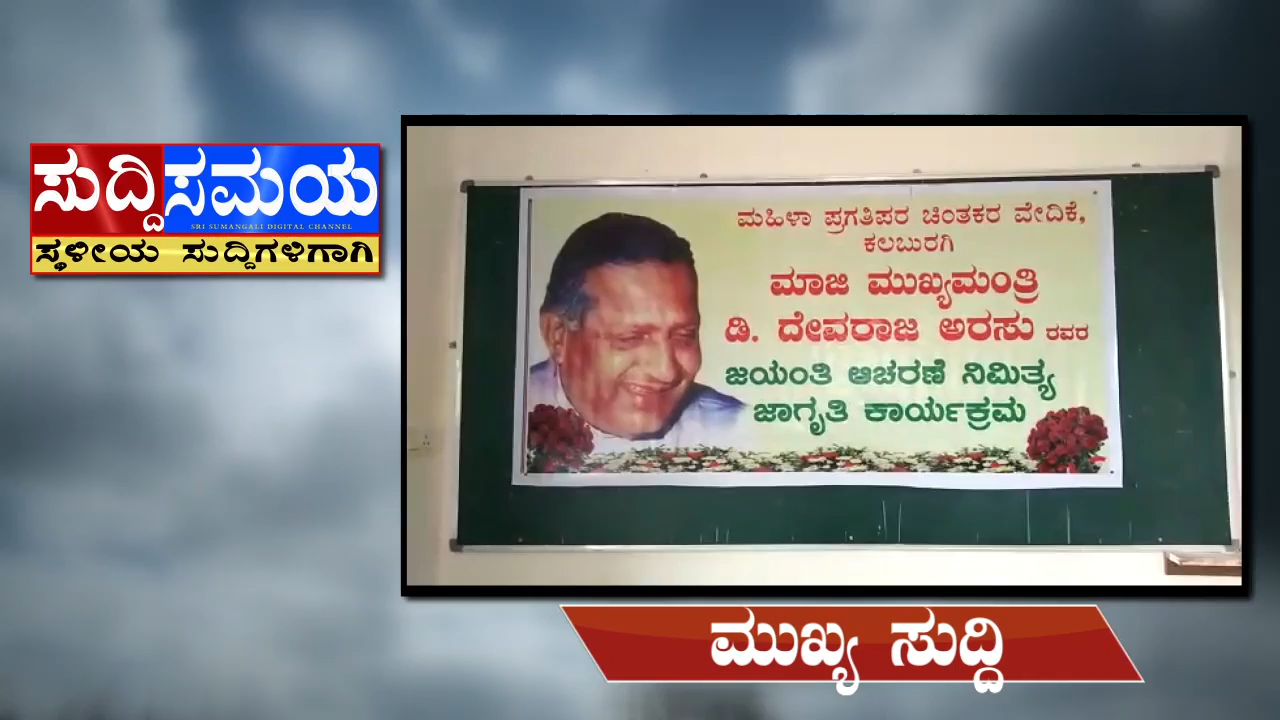 ಸುದ್ದಿಸಮಯ
SRI SUMANGALI DIGITAL CHANNEL
ಸ್ಥಳೀಯ ಸುದ್ದಿಗಳಿಗಾಗಿ
ಮಹಿಳಾ ಪ್ರಗತಿಪರ ಚಿಂತಕರ ವೇದಿಕೆ,
ಕಲಬುರಗಿ
ಮಾಜಿ ಮುಖ್ಯಮಂತ್ರಿ
ಡಿ. ದೇವರಾಜ ಅರಸು ರವರ
ಜಯಂತಿ ಆಚರಣೆ ನಿಮಿತ್ಯ
ಜಾಗೃತಿ ಕಾರ್ಯಕ್ರಮ
ಮುಖ್ಯ ಸುದ್ದಿ